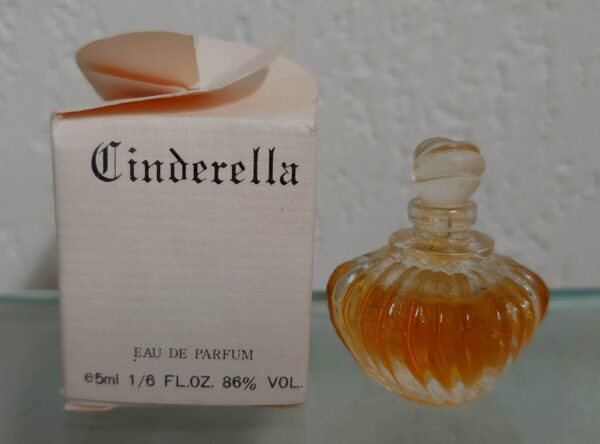 Cinderella
EAU DE PARFUM
℮5ml 1/6 FL.OZ. 86% VOL.